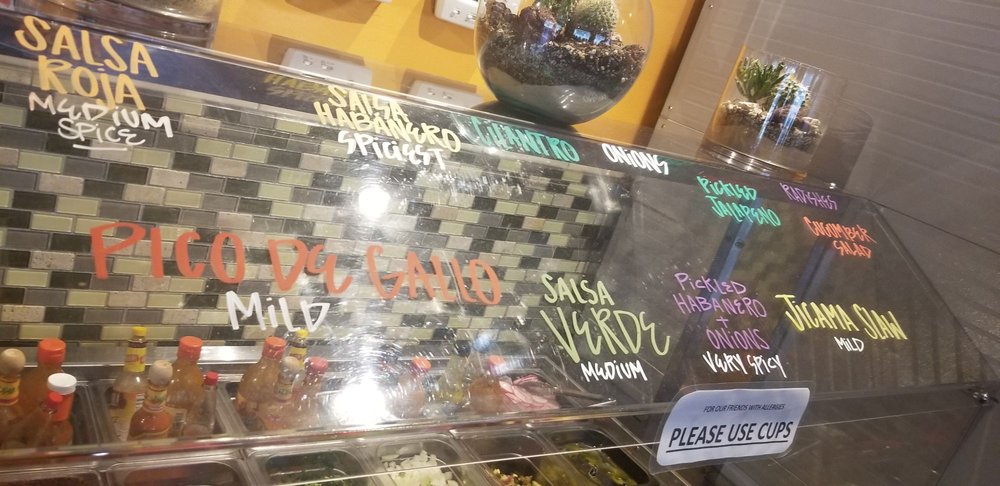 SALSA
ROJA
MEDIUM
SPICE
SALSA
HABANERO
SPICIEST
CILANTRO
ONIONS
PICKLED
JALAPENO
RADISHES
CUCUMBER
SALAD
PICO DE GALLO
MILD
SALSA
VERDE
MEDIUM
PICKLED
HABANERO
+
ONIONS
VERY SPICY
JICAMA SLAW
MILD
FOR OUR FRIENDS WITH ALLERGIES
PLEASE USE CUPS